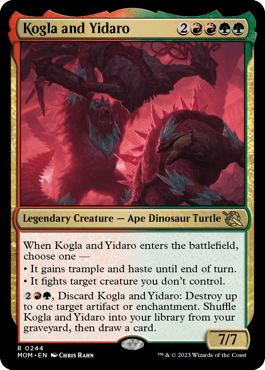 Kogla and Yidaro 2
Legendary Creature — Ape Dinosaur Turtle
When Kogla and Yidaro enters the battlefield,
choose one —
• It gains trample and haste until end of turn.
• It fights target creature you don't control.
2, Discard Kogla and Yidaro: Destroy up
to one target artifact or enchantment. Shuffle
Kogla and Yidaro into your library from your
graveyard, then draw a card.
7/7
R 0244
MOM • EN Chris Rahn
™ & © 2023 Wizards of the Coast